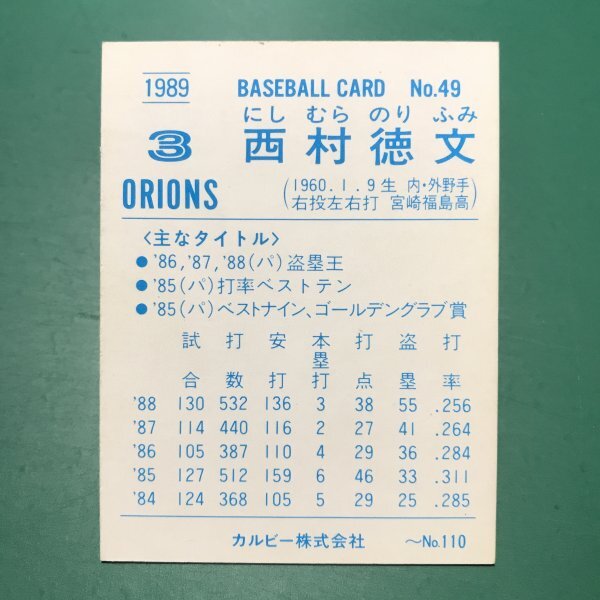 1989 BASEBALL CARD No.49
にし むら のり ふみ
3 西村徳文
ORIONS (1960.1.9生 内・外野手
右投左右打 宮崎福島高)
〈主なタイトル〉
●'86,'87,'88(パ)盗塁王
●'85(パ)打率ベストテン
●'85(パ)ベストナイン、ゴールデングラブ賞
試合 打数 安打 本塁打 打点 盗塁 打率
'88 130 532 136 3 38 55 .256
'87 114 440 116 2 27 41 .264
'86 105 387 110 4 29 36 .284
'85 127 512 159 6 46 33 .311
'84 124 368 105 5 29 25 .285
カルビー株式会社 〜No.110